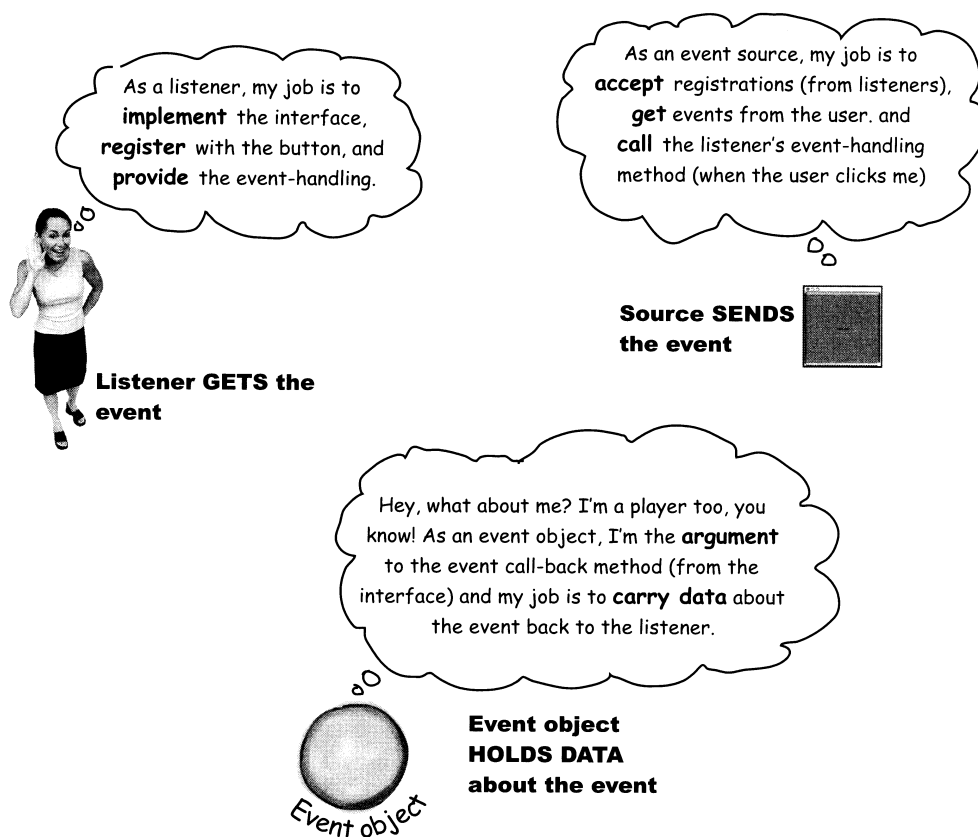 As a listener, my job is to
implement the interface,
register with the button, and
provide the event-handling.
Listener GETS the
event
As an event source, my job is to
accept registrations (from listeners),
get events from the user. and
call the listener's event-handling
method (when the user clicks me)
Source SENDS
the event
Hey, what about me? I'm a player too, you
know! As an event object, I'm the argument
to the event call-back method (from the
interface) and my job is to carry data about
the event back to the listener.
Event object
HOLDS DATA
about the event
Event object